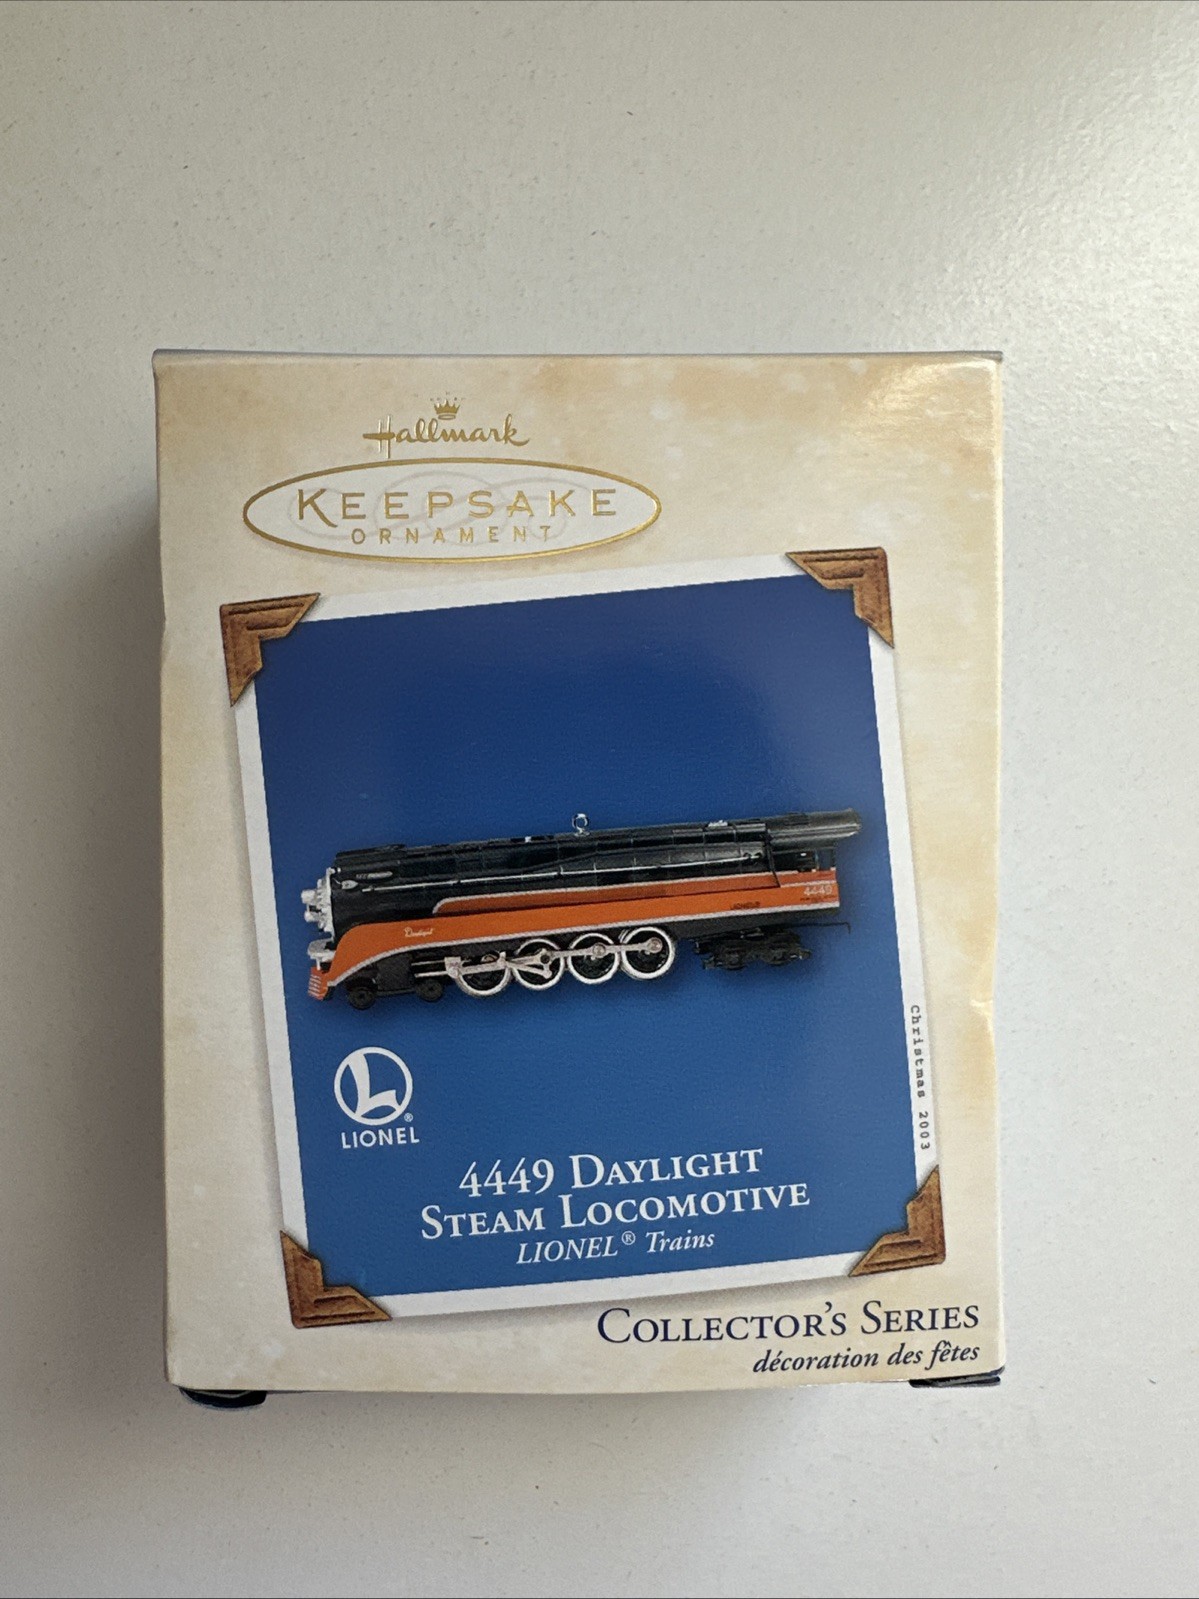 Hallmark
KEEPSAKE
ORNAMENT
4449
Daylight
LIONEL
Christmas 2003
4449 DAYLIGHT
STEAM LOCOMOTIVE
LIONEL® Trains
COLLECTOR'S SERIES
décoration des fêtes